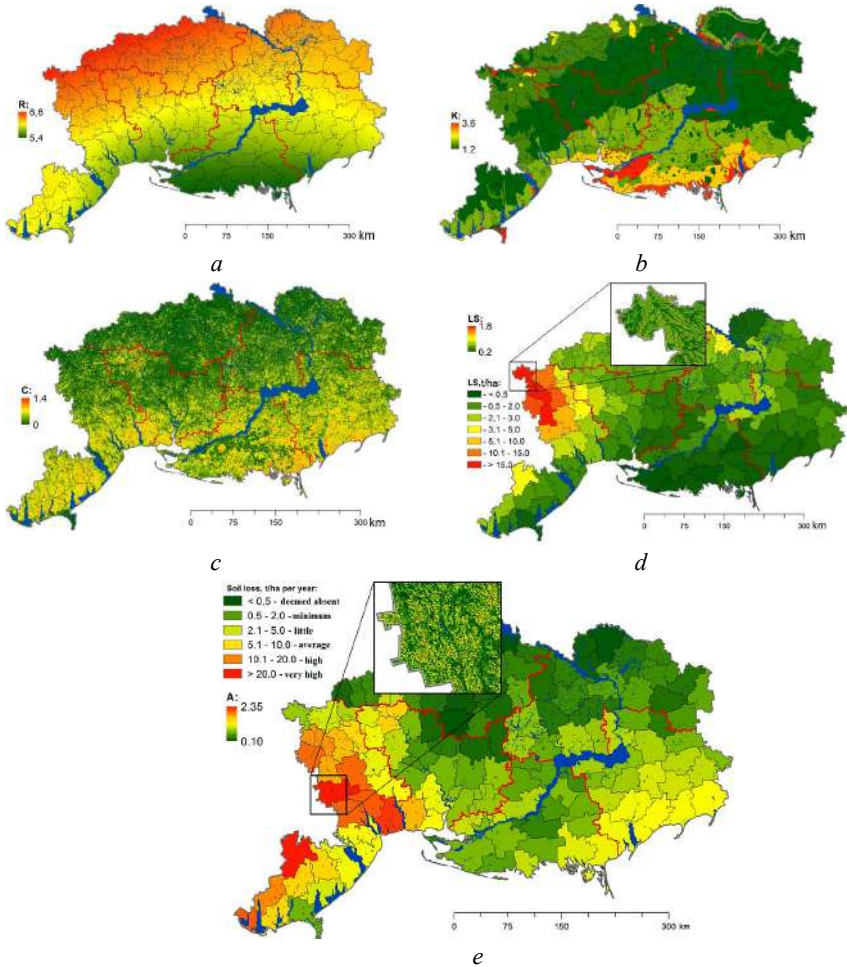 R:
6,6
5,4
0 75 150 300 km
a
K:
3.6
1.2
0 75 150 300 km
b
C:
1.4
0
0 75 150 300 km
c
LS:
1.8
0.2
LS, t/ha:
- < 0.5
- 0.5 - 2.0
- 2.1 - 3.0
- 3.1 - 5.0
- 5.1 - 10.0
- 10.1 - 15.0
- > 15.0
0 75 150 300 km
d
Soil loss, t/ha per year:
< 0,5 - deemed absent
0.5 - 2.0 - minimum
2.1 - 5.0 - little
5.1 - 10.0 - average
10.1 - 20.0 - high
> 20.0 - very high
A:
2.35
0.10
0 75 150 300 km
e